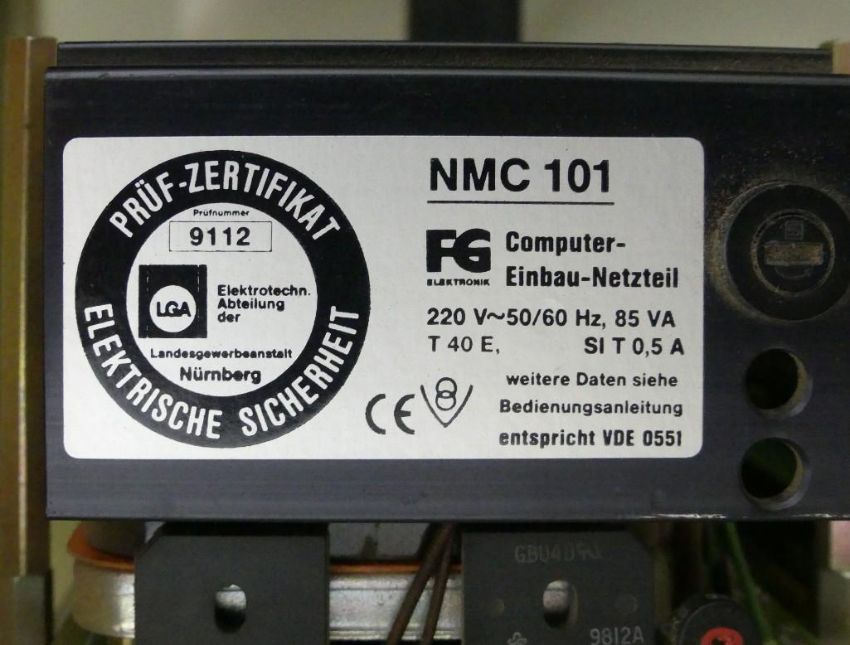 PRÜF-ZERTIFIKAT
Prüfnummer
9112
LGA
Elektrotechn.
Abteilung
der
Landesgewerbeanstalt
Nürnberg
ELEKTRISCHE SICHERHEIT
NMC 101
FG
ELEKTRONIK
Computer-
Einbau-Netzteil
220 V~50/60 Hz, 85 VA
T 40 E, SI T 0,5 A
CE
weitere Daten siehe
Bedienungsanleitung
entspricht VDE 0551
9812A